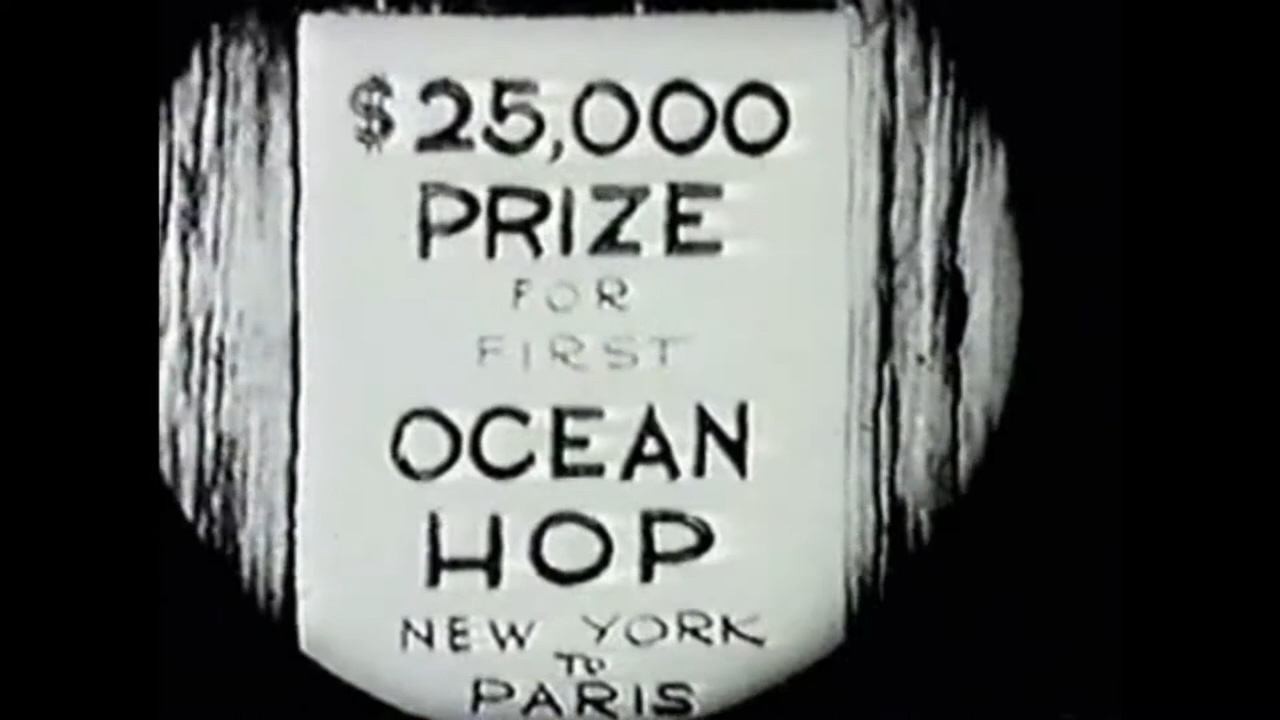 $25,000
PRIZE
FOR
FIRST
OCEAN
HOP
NEW YORK
TO
PARIS